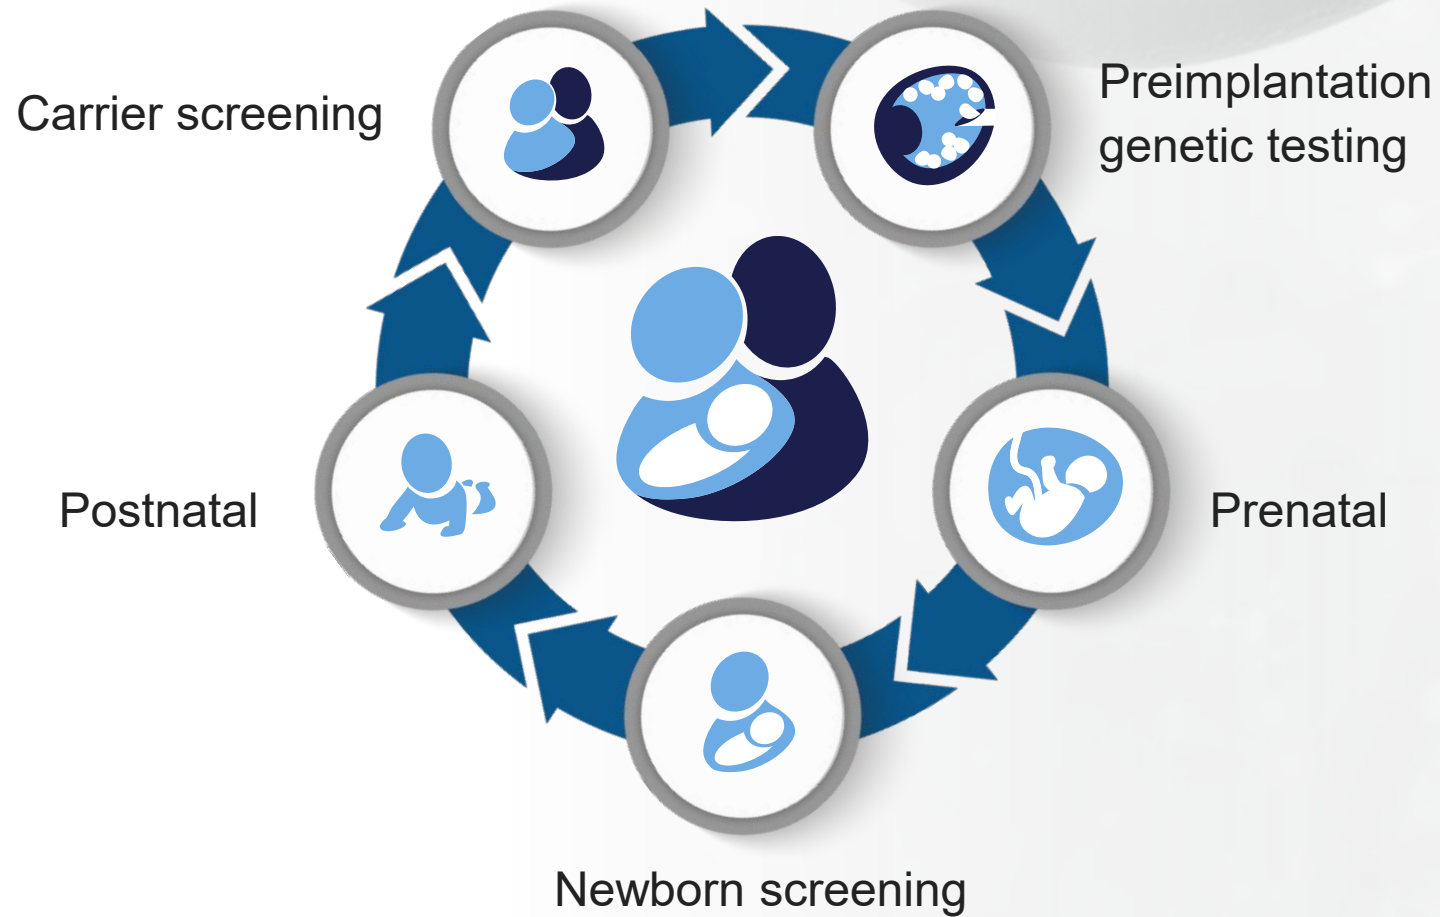 Carrier screening
Preimplantation
genetic testing
Postnatal
Prenatal
Newborn screening